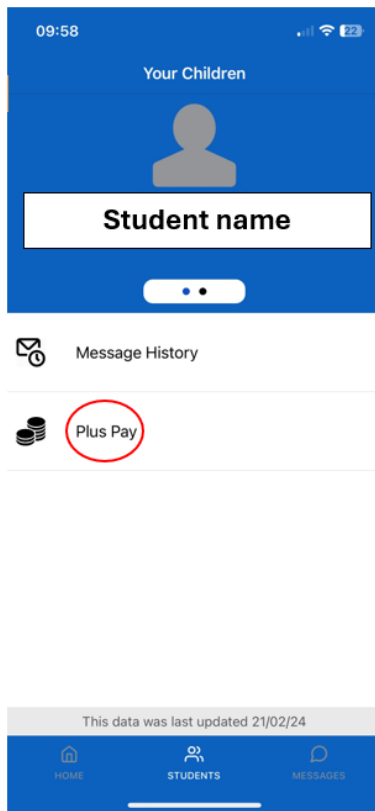 09:58
22
Your Children
Student name
Message History
Plus Pay
This data was last updated 21/02/24
HOME STUDENTS MESSAGES